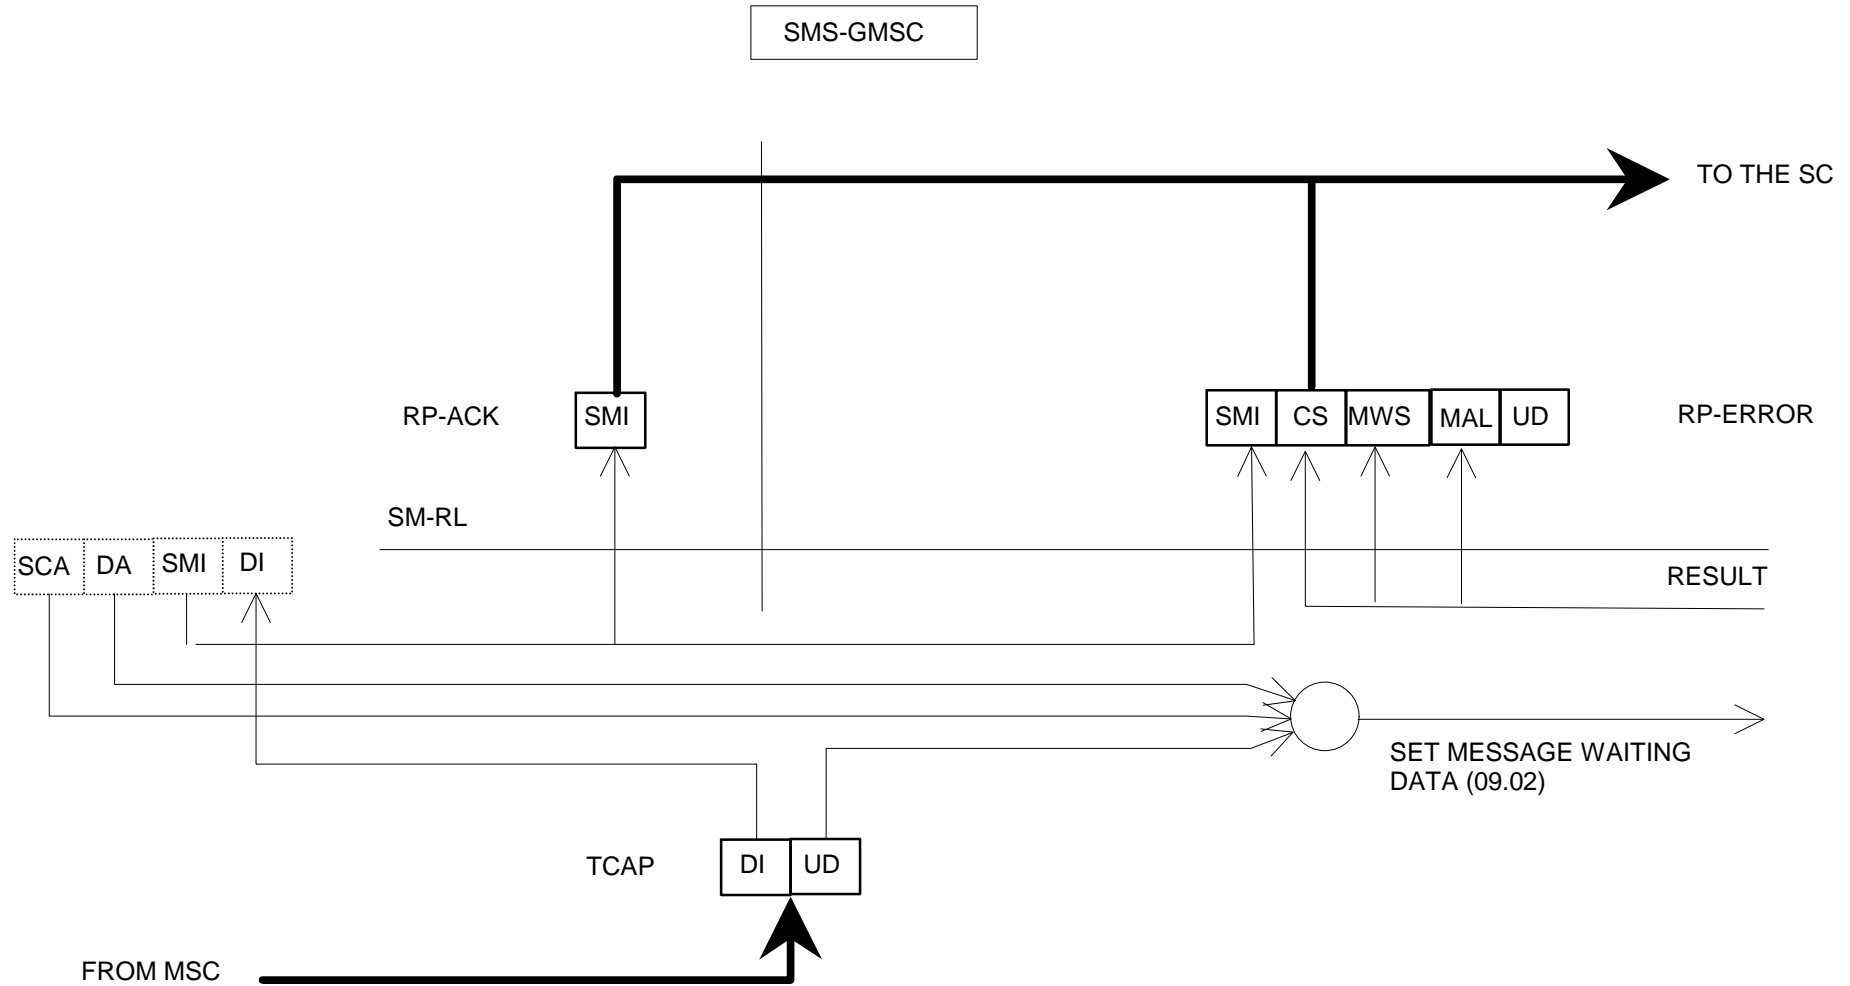 SMS-GMSC
TO THE SC
RP-ACK
SMI
SMI CS MWS MAL UD
RP-ERROR
SM-RL
SCA DA SMI DI
RESULT
SET MESSAGE WAITING
DATA (09.02)
TCAP
DI UD
FROM MSC